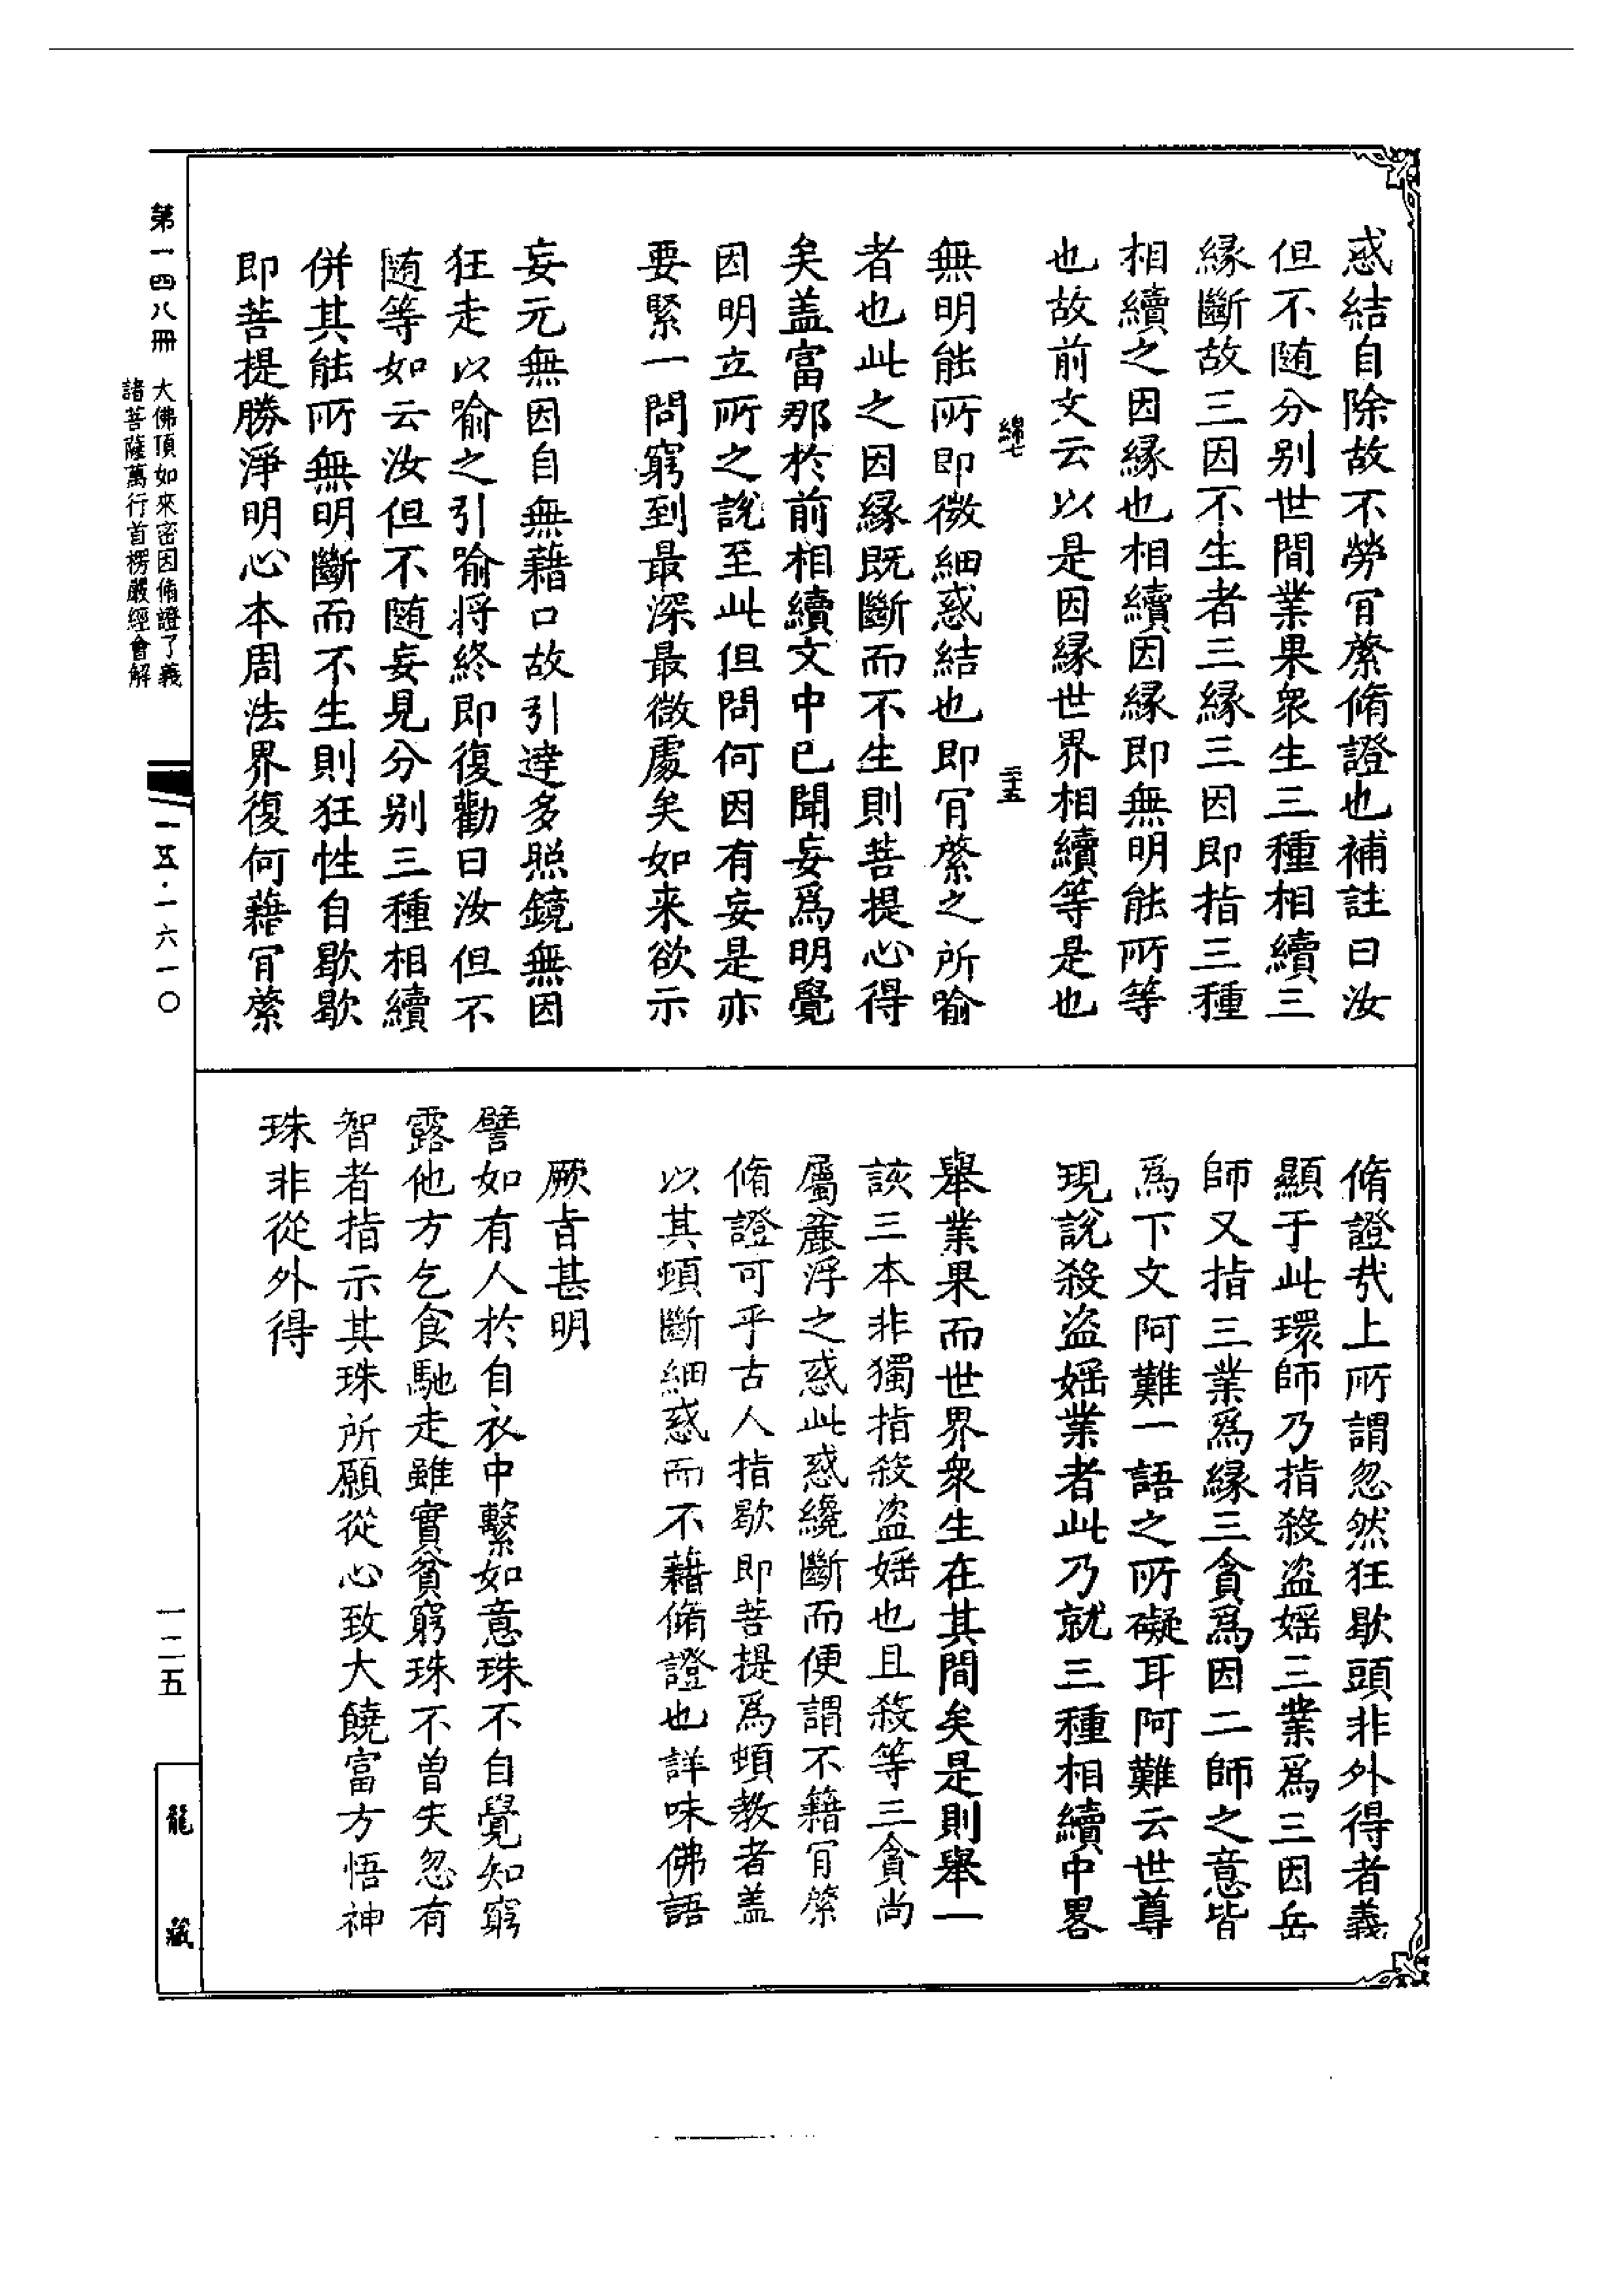 惑結自除故不勞肎綮脩證也補註曰汝
但不随分别世間業果衆生三種相續三
緣斷故三因不生者三緣三因即指三種
相續之因緣也相續因緣即無明能所等
也故前文云以是因緣世界相續等是也
綿七
二十五
無明能所即微細惑結也即肎綮之所喻
者也此之因緣既斷而不生則菩提心得
矣盖富那於前相續文中已聞妄爲明覺
因明立所之說至此但問何因有妄是亦
要緊一問窮到最深最微處矣如来欲示
妄元無因自無藉口故引達多照鏡無因
狂走以喻之引喻將終即復勸曰汝但不
随等如云汝但不随妄見分别三種相續
併其能所無明斷而不生則狂性自歇歇
即菩提勝淨明心本周法界復何藉肎綮
脩證㢤上所謂忽然狂歇頭非外得者義
顯于此環師乃指殺盗婬三業爲三因岳
師又指三業爲緣三貪爲因二師之意皆
爲下文阿難一語之所礙耳阿難云世尊
現說殺盗婬業者此乃就三種相續中畧
舉業果而世界衆生在其間矣是則舉一
該三本非獨指殺盗婬也且殺等三貪尚
屬麄浮之惑此惑纔斷而便謂不籍肎綮
脩證可乎古人指歇即菩提爲頓教者盖
以其頓斷細惑而不藉脩證也詳味佛語
厥㫖甚明
譬如有人於自衣中繫如意珠不自覺知窮
露他方乞食馳走雖實貧窮珠不曽失忽有
智者指示其珠所願從心致大饒富方悟神
珠非從外得
第一四八冊
大佛頂如來密因脩證了義
諸菩薩萬行首楞嚴經會解
一五·一六一〇
一二五
龍藏